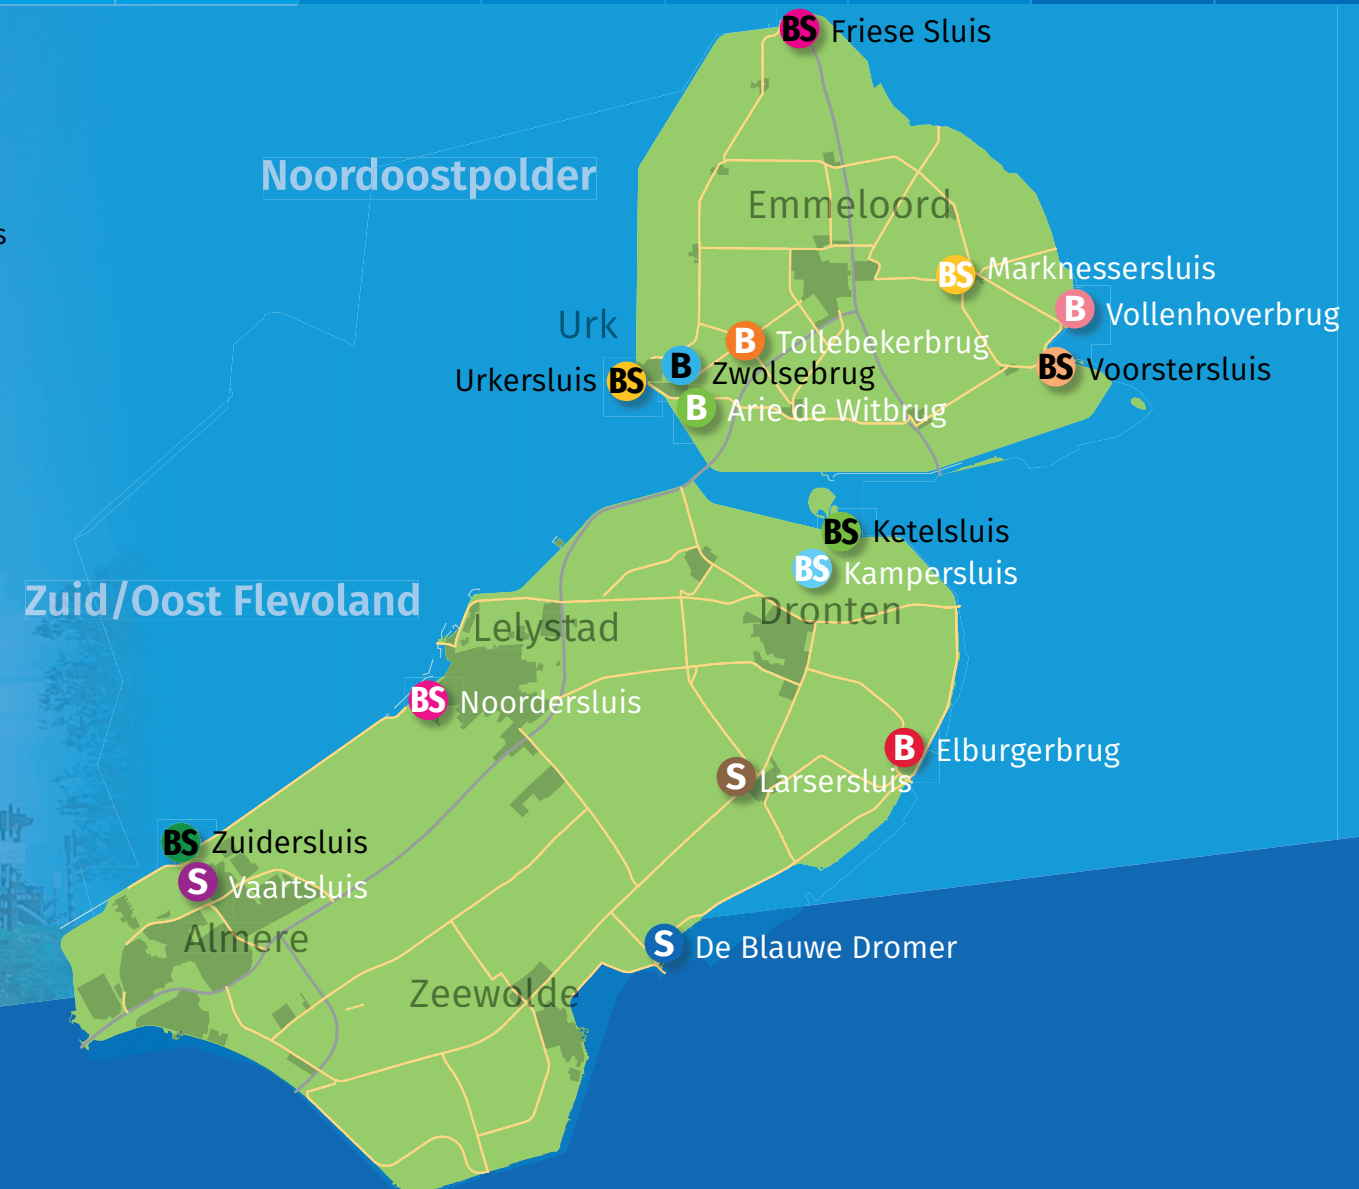 BS Friese Sluis
Noordoostpolder
Emmeloord
s
BS Marknessersluis
B Vollenhoverbrug
Urk
B Tollebekerbrug
Urkersluis BS
B Zwolsebrug
BS Voorstersluis
B Arie de Witbrug
BS Ketelsluis
BS Kampersluis
Zuid/Oost Flevoland
Dronten
Lelystad
BS Noordersluis
B Elburgerbrug
S Larsersluis
BS Zuidersluis
S Vaartsluis
Almere
S De Blauwe Dromer
Zeewolde